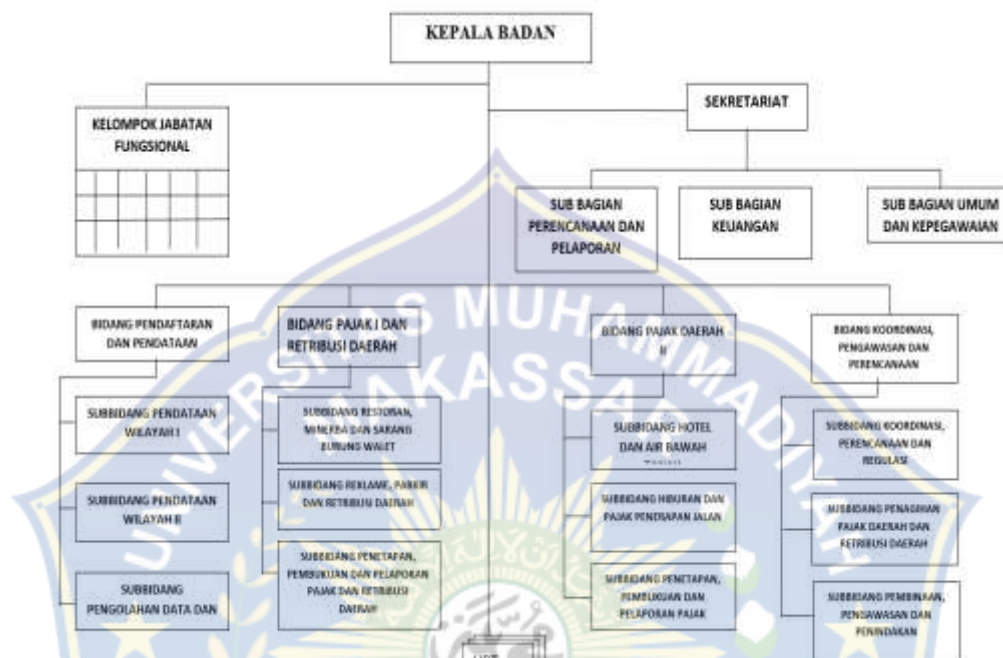 KEPALA BADAN
SEKRETARIAT
KELOMPOK JABATAN
FUNGSIONAL
SUB BAGIAN
PERENCANAAN DAN
PELAPORAN
SUB BAGIAN
KEUANGAN
SUB BAGIAN UMUM
DAN KEPEGAWAIAN
BIDANG PENDAFTARAN
DAN PENDATAAN
BIDANG PAJAK I DAN
RETRIBUSI DAERAH
BIDANG PAJAK DAERAH
II
BIDANG KOORDINASI,
PENGAWASAN DAN
PERENCANAAN
SUBBIDANG PENDATAAN
WILAYAH I
SUBBIDANG PENDATAAN
WILAYAH II
SUBBIDANG
PENGOLAHAN DATA DAN
SUBBIDANG RESTORAN,
MINERBA DAN SARANG
BURUNG WALET
SUBBIDANG REKLAME, PARKIR
DAN RETRIBUSI DAERAH
SUBBIDANG PENETAPAN,
PEMBUKUAN DAN PELAPORAN
PAJAK DAN RETRIBUSI
DAERAH
SUBBIDANG HOTEL
DAN AIR BAWAH
SUBBIDANG HIBURAN DAN
PAJAK PENERAPAN JALAN
SUBBIDANG PENETAPAN,
PEMBUKUAN DAN
PELAPORAN PAJAK
SUBBIDANG KOORDINASI,
PERENCANAAN DAN
REGULASI
SUBBIDANG PENAGIHAN
PAJAK DAERAH DAN
RETRIBUSI DAERAH
SUBBIDANG PEMBINAAN,
PENGAWASAN DAN
PENINDAKAN
UPT
UNIVERSITAS MUHAMMADIYAH
MAKASSAR